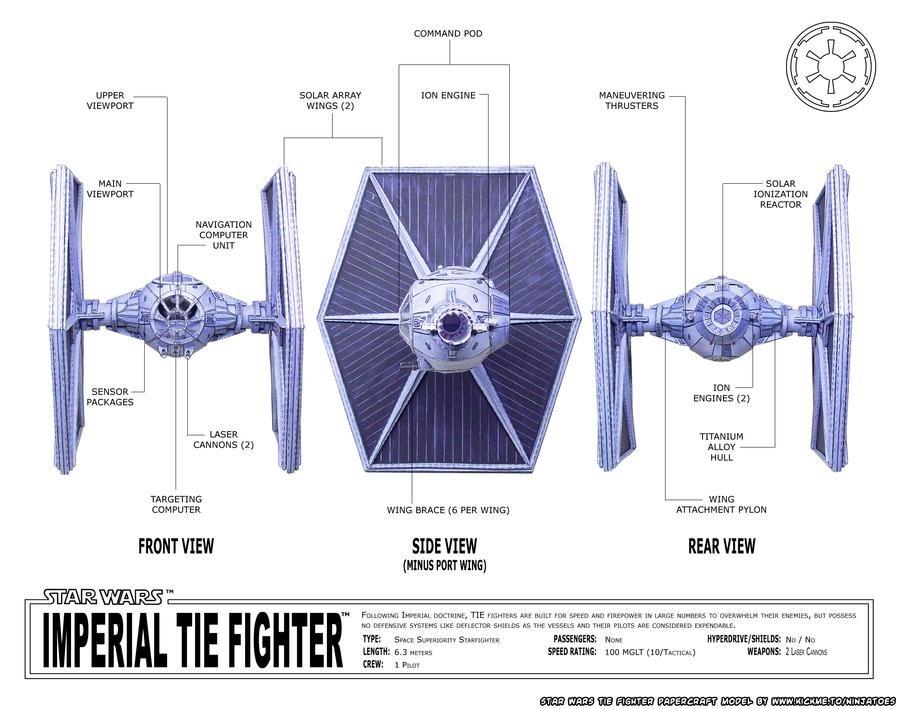 COMMAND POD
UPPER
VIEWPORT
SOLAR ARRAY
WINGS (2)
ION ENGINE
MANEUVERING
THRUSTERS
MAIN
VIEWPORT
SOLAR
IONIZATION
REACTOR
NAVIGATION
COMPUTER
UNIT
SENSOR
PACKAGES
ION
ENGINES (2)
LASER
CANNONS (2)
TITANIUM
ALLOY
HULL
TARGETING
COMPUTER
WING BRACE (6 PER WING)
WING
ATTACHMENT PYLON
FRONT VIEW
SIDE VIEW
(MINUS PORT WING)
REAR VIEW
STAR WARS™
IMPERIAL TIE FIGHTER™
Following Imperial doctrine, TIE fighters are built for speed and firepower in large numbers to overwhelm their enemies, but possess
no defensive systems like deflector shields as the vessels and their pilots are considered expendable.
TYPE: Space Superiority Starfighter
PASSENGERS: None
HYPERDRIVE/SHIELDS: No / No
LENGTH: 6.3 meters
SPEED RATING: 100 MGLT (10/Tactical)
WEAPONS: 2 Laser Cannons
CREW: 1 Pilot
STAR WARS TIE FIGHTER PAPERCRAFT MODEL BY WWW.KICKME.TO/NINJATOES